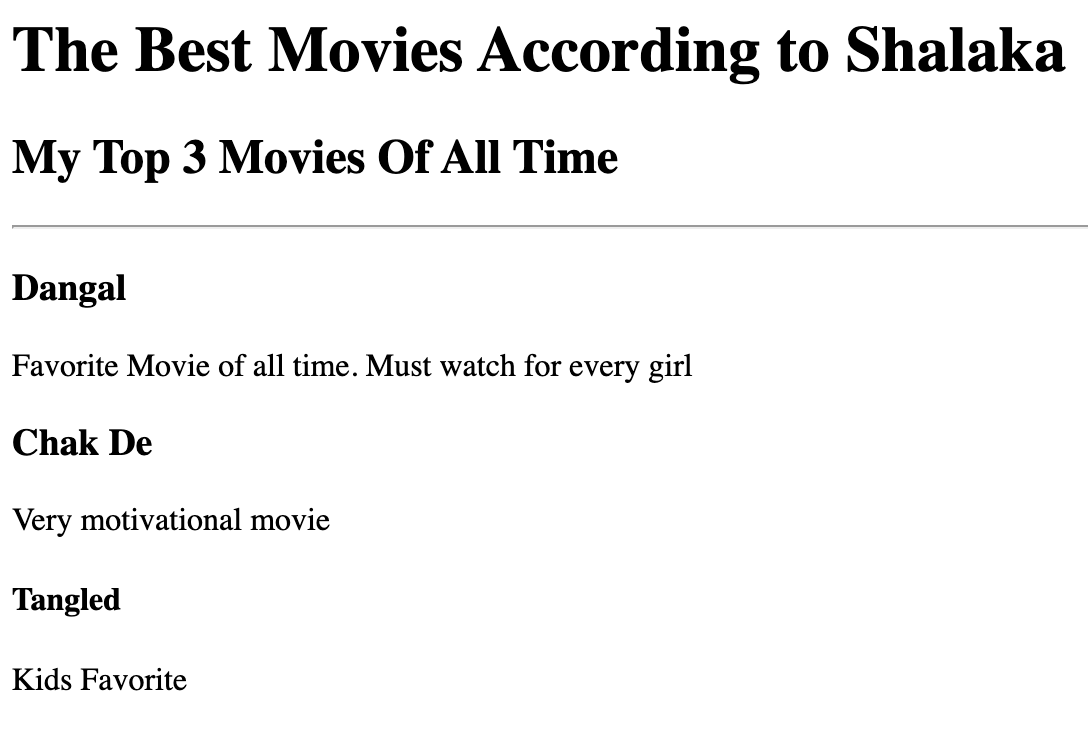 The Best Movies According to Shalaka
My Top 3 Movies Of All Time
Dangal
Favorite Movie of all time. Must watch for every girl
Chak De
Very motivational movie
Tangled
Kids Favorite